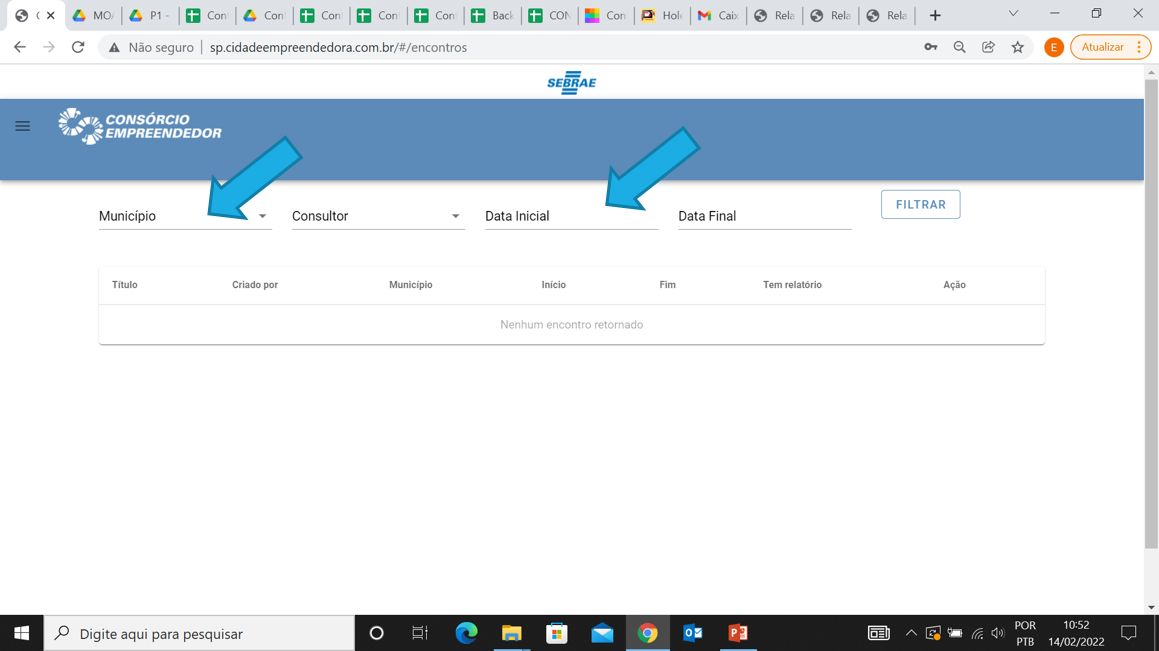 MO
P1 -
Con
Con
Con
Con
Con
Back
CON
Con
Hol
Caix
Rela
Rela
Rela
Não seguro
sp.cidadeempreendedora.com.br/#/encontros
E
Atualizar
SEBRAE
CONSÓRCIO
EMPREENDEDOR
Município
Consultor
Data Inicial
Data Final
FILTRAR
Título Criado por Município Início Fim Tem relatório Ação
Nenhum encontro retornado
Digite aqui para pesquisar
POR
PTB
10:52
14/02/2022